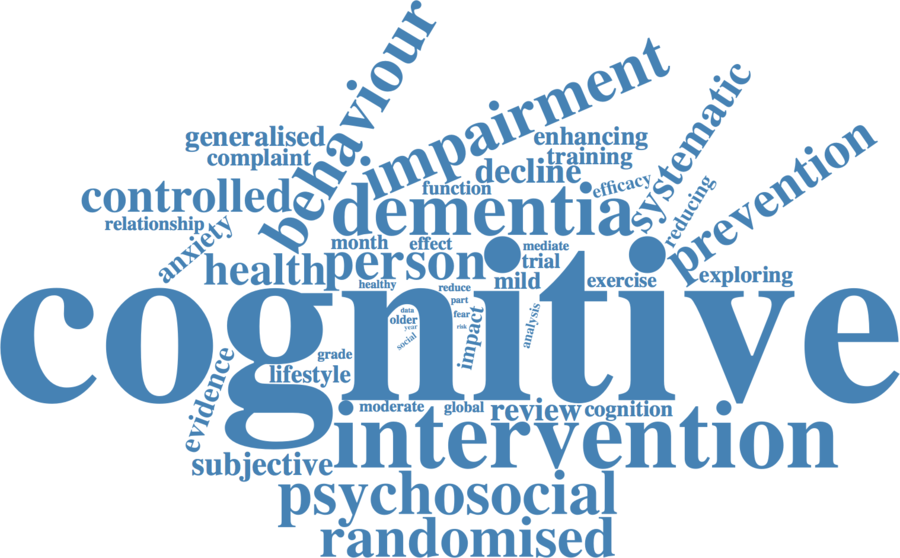 behaviour
impairment
systematic
prevention
generalised
enhancing
complaint
training
decline
controlled
function
efficacy
reducing
dementia
relationship
anxiety
month
effect
mediate
health
person
trial
mild
exercise
exploring
healthy
reduce
part
cognitive
data
older
year
social
fear
risk
impact
analysis
grade
lifestyle
evidence
moderate
global
review
cognition
intervention
subjective
psychosocial
randomised